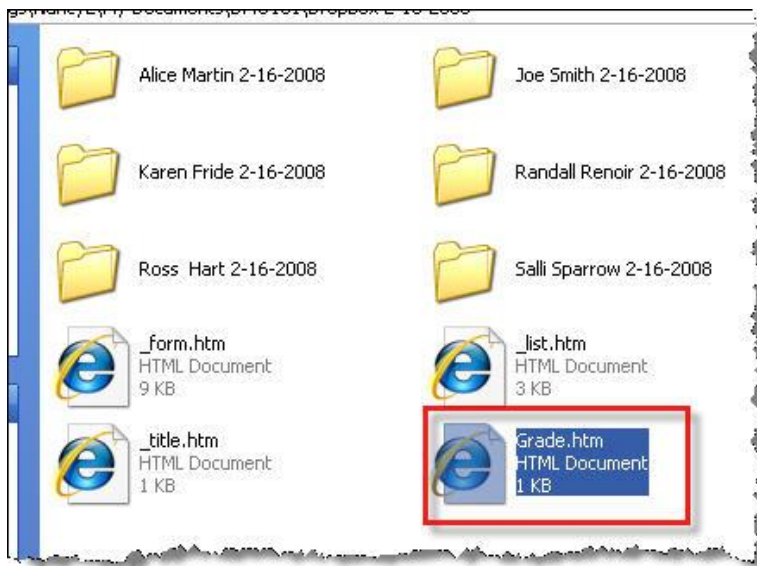 Alice Martin 2-16-2008
Joe Smith 2-16-2008
Karen Fride 2-16-2008
Randall Renoir 2-16-2008
Ross  Hart 2-16-2008
Salli Sparrow 2-16-2008
_form.htm
HTML Document
9 KB
_list.htm
HTML Document
3 KB
_title.htm
HTML Document
1 KB
Grade.htm
HTML Document
1 KB